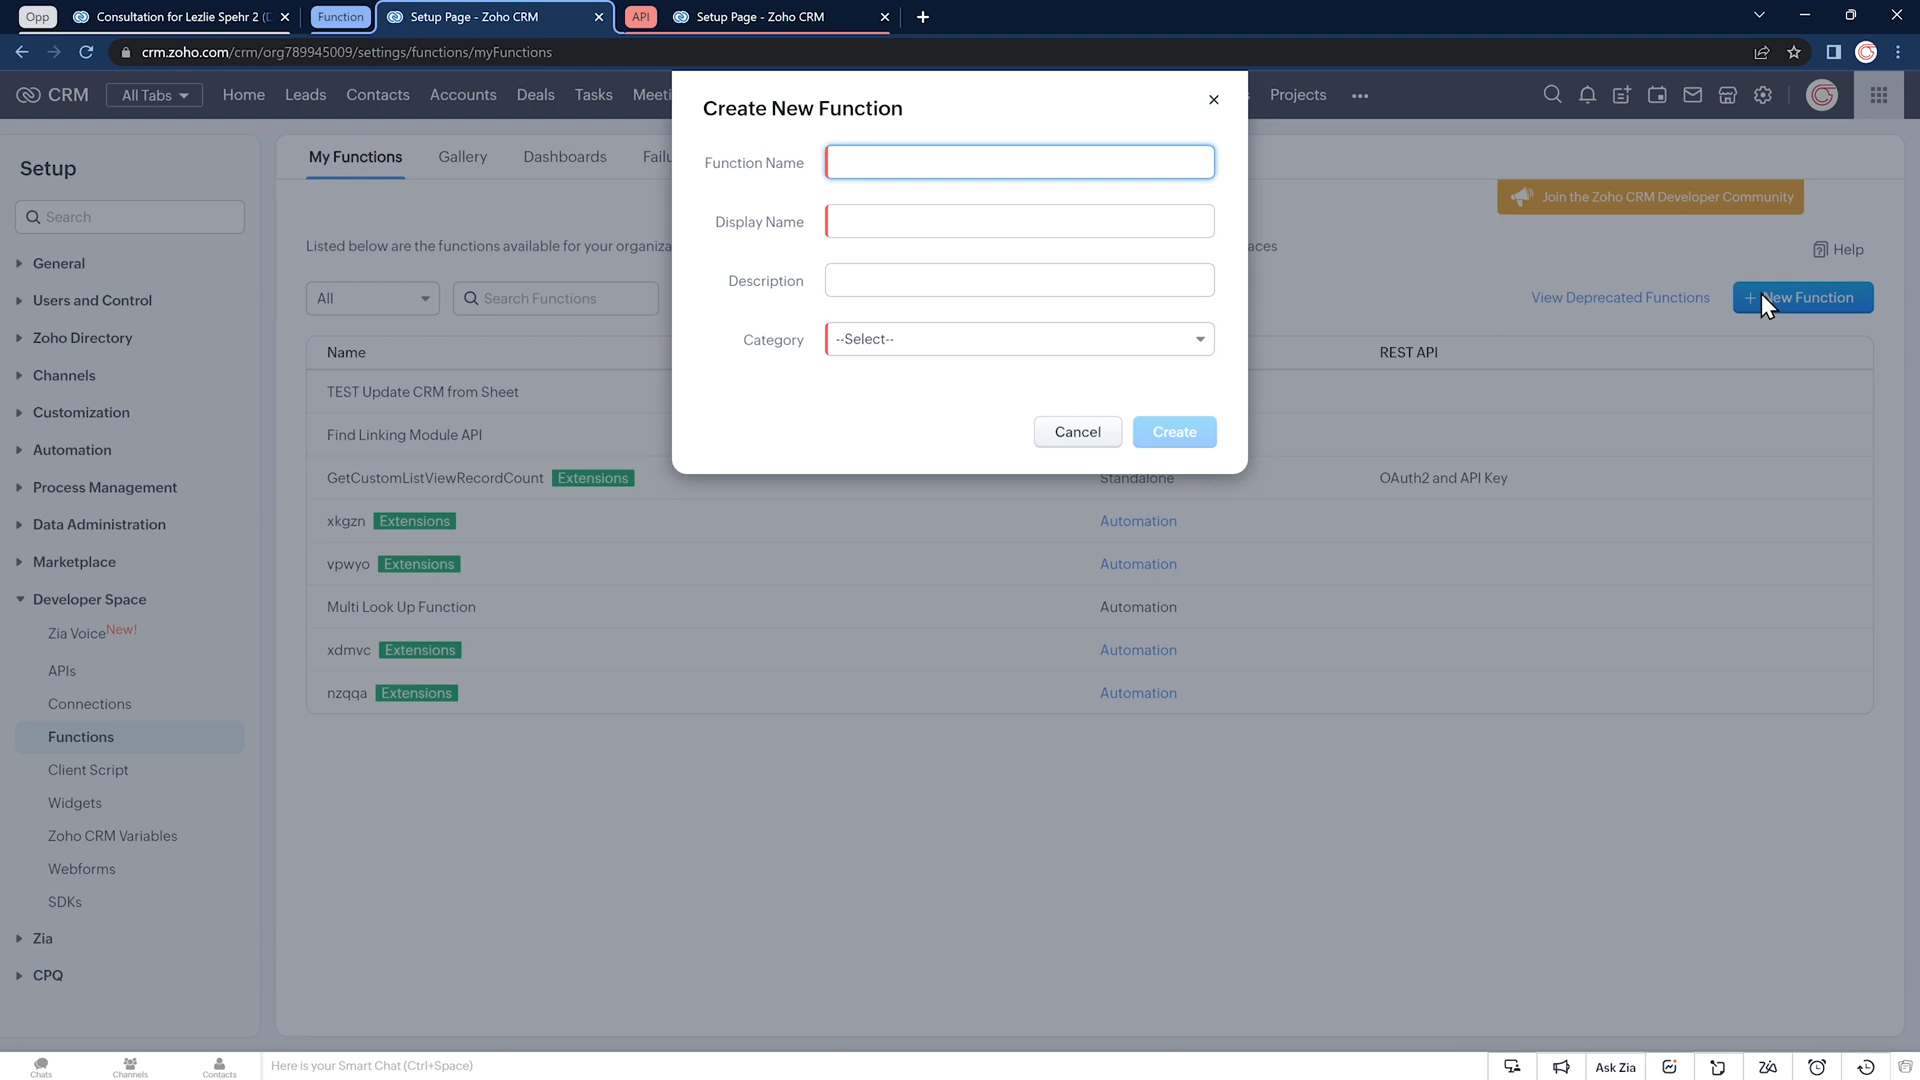 Opp
Consultation for Lezlie Spehr 2 (D
Function
Setup Page - Zoho CRM
API
Setup Page - Zoho CRM
crm.zoho.com/crm/org789945009/settings/functions/myFunctions
CRM
All Tabs
Home
Leads
Contacts
Accounts
Deals
Tasks
Meeti
Projects
Create New Function
Function Name
Display Name
Description
Category
--Select--
Cancel
Create
Setup
Search
General
Users and Control
Zoho Directory
Channels
Customization
Automation
Process Management
Data Administration
Marketplace
Developer Space
Zia Voice New!
APIs
Connections
Functions
Client Script
Widgets
Zoho CRM Variables
Webforms
SDKs
Zia
CPQ
My Functions
Gallery
Dashboards
Failu
Join the Zoho CRM Developer Community
Listed below are the functions available for your organiza
aces
Help
All
Search Functions
View Deprecated Functions
+ New Function
Name
REST API
TEST Update CRM from Sheet
Find Linking Module API
GetCustomListViewRecordCount Extensions
Standalone
OAuth2 and API Key
xkgzn Extensions
Automation
vpwyo Extensions
Automation
Multi Look Up Function
Automation
xdmvc Extensions
Automation
nzqqa Extensions
Automation
Chats
Channels
Contacts
Here is your Smart Chat (Ctrl+Space)
Ask Zia